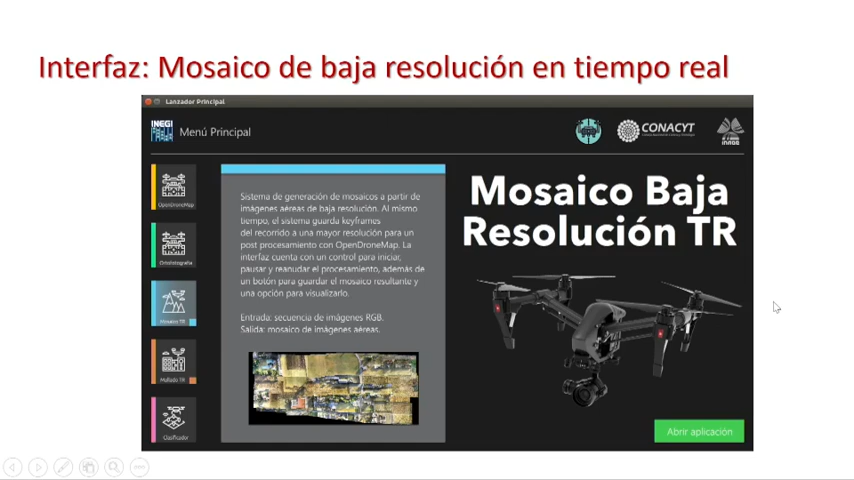 Interfaz: Mosaico de baja resolución en tiempo real
Lanzador Principal
INEGI
Menú Principal
CONACYT
OpenDroneMap
Ortofotografía
Mosaico TR
Mallado TR
Clasificador
Sistema de generación de mosaicos a partir de
imágenes aéreas de baja resolución. Al mismo
tiempo, el sistema guarda keyframes
del recorrido a una mayor resolución para un
post procesamiento con OpenDroneMap. La
interfaz cuenta con un control para iniciar,
pausar y reanudar el procesamiento, además de
un botón para guardar el mosaico resultante y
una opción para visualizarlo.
Entrada: secuencia de imágenes RGB.
Salida: mosaico de imágenes aéreas.
Mosaico Baja
Resolución TR
Abrir aplicación